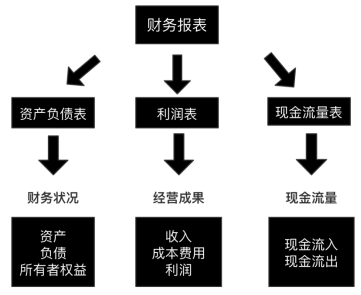 财务报表
资产负债表
利润表
现金流量表
财务状况
经营成果
现金流量
资产
负债
所有者权益
收入
成本费用
利润
现金流入
现金流出